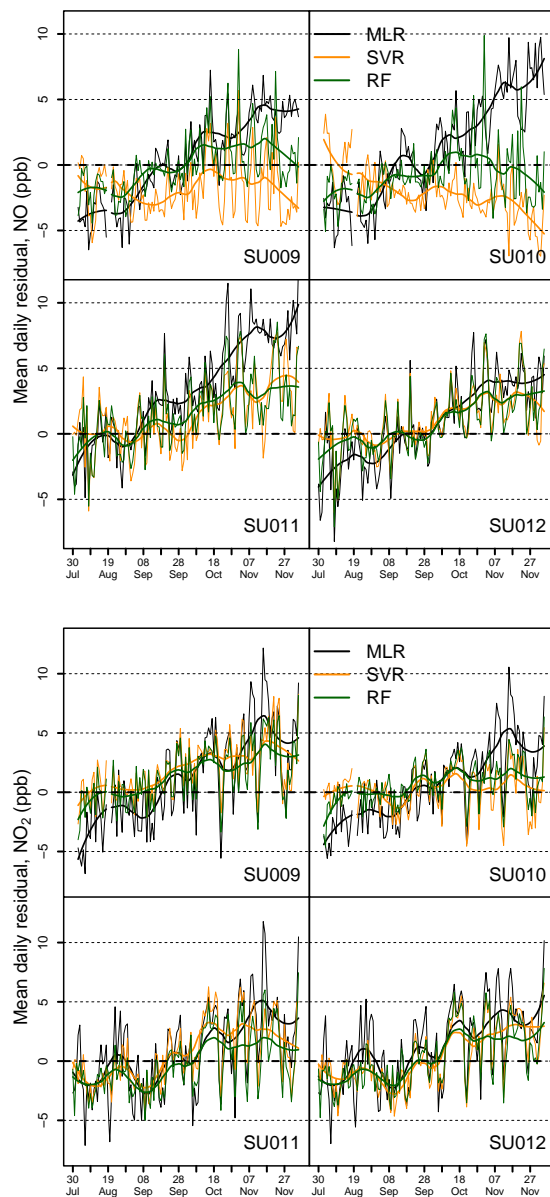 Mean daily residual, NO (ppb)
10
5
0
−5
MLR
SVR
RF
SU009
SU010
10
5
0
−5
SU011
SU012
30 19 08 28 18 07 27
Jul Aug Sep Sep Oct Nov Nov
30 19 08 28 18 07 27
Jul Aug Sep Sep Oct Nov Nov
Mean daily residual, NO₂ (ppb)
10
5
0
−5
MLR
SVR
RF
SU009
SU010
10
5
0
−5
SU011
SU012
30 19 08 28 18 07 27
Jul Aug Sep Sep Oct Nov Nov
30 19 08 28 18 07 27
Jul Aug Sep Sep Oct Nov Nov